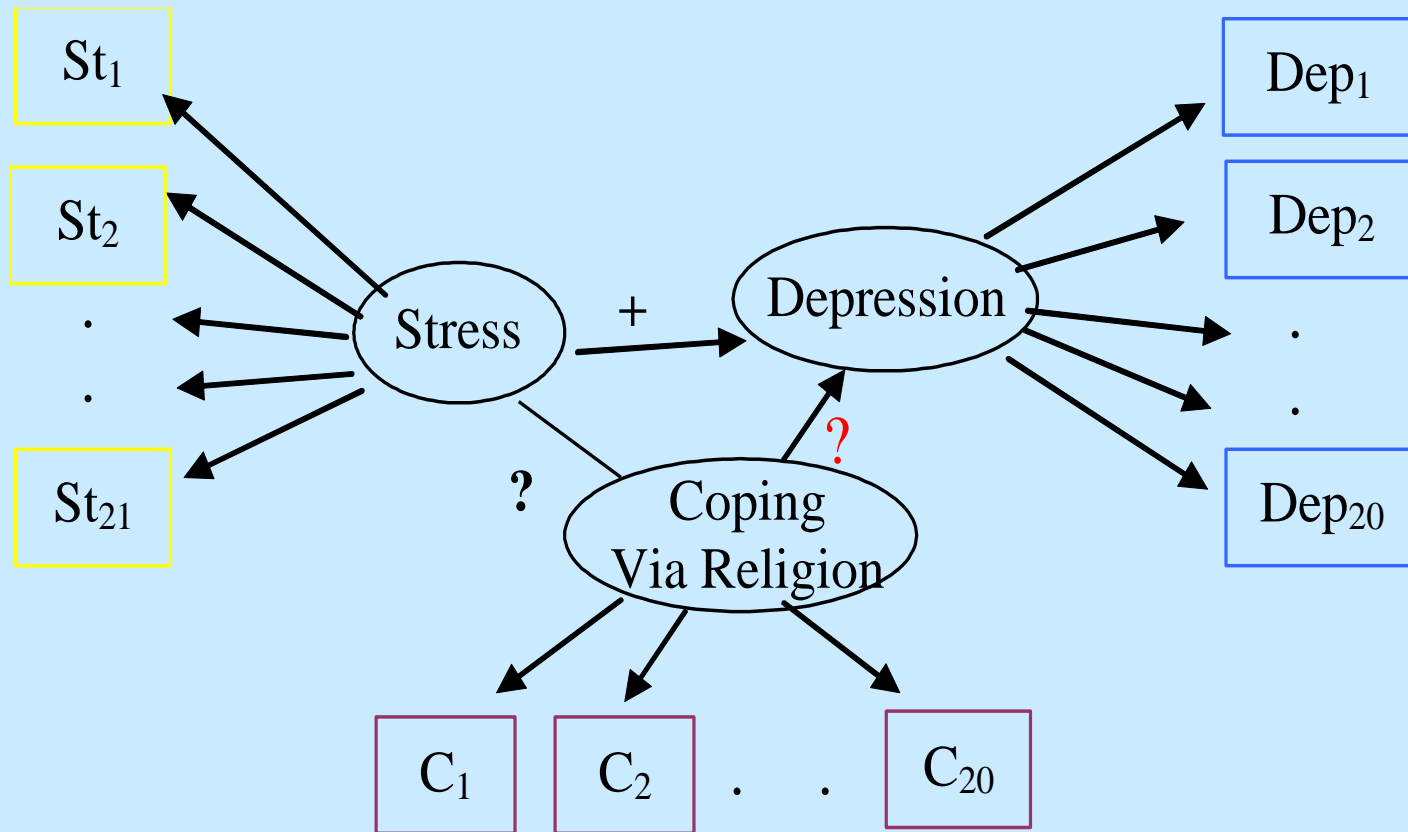 St₁
Dep₁
St₂
Dep₂
.
.
Stress
+
Depression
.
.
St₂₁
?
?
Coping
Via Religion
Dep₂₀
C₁
C₂
.
.
C₂₀